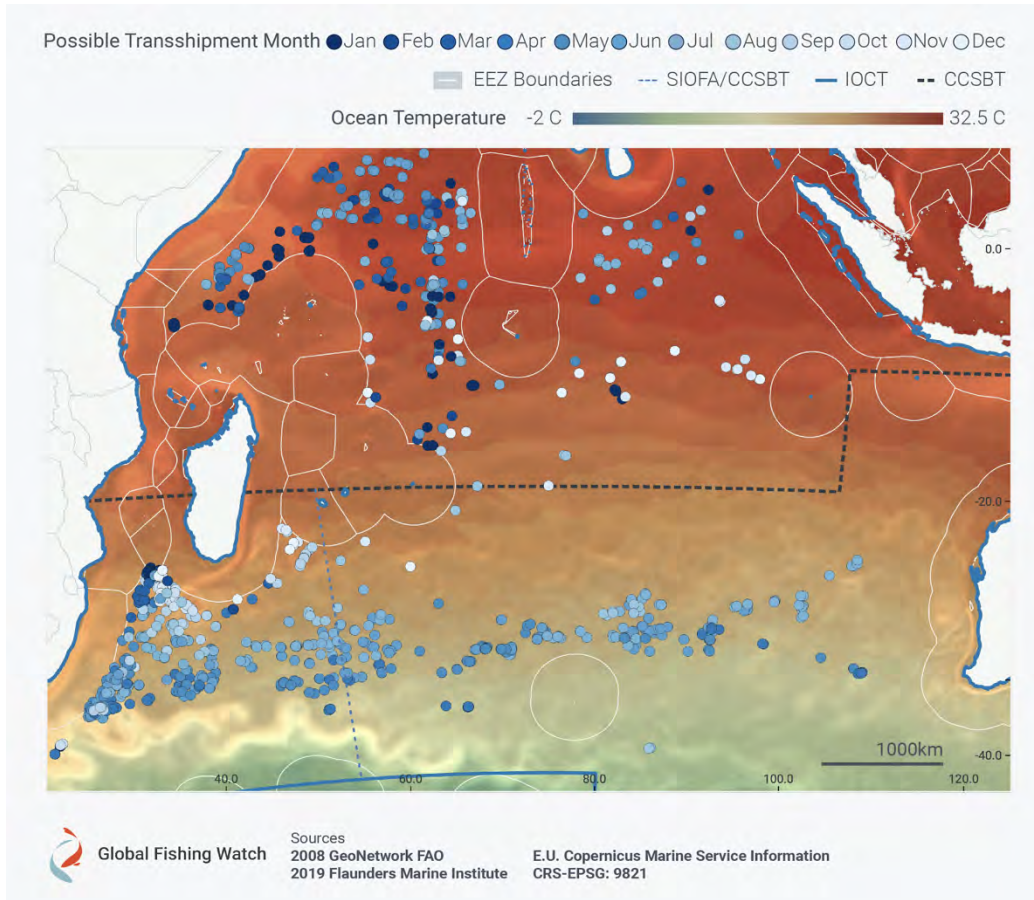 Possible Transshipment Month Jan Feb Mar Apr May Jun Jul Aug Sep Oct Nov Dec
EEZ Boundaries SIOFA/CCSBT IOCT CCSBT
Ocean Temperature -2 C 32.5 C
0.0
-20.0
1000km
-40.0
40.0 60.0 80.0 100.0 120.0
Global Fishing Watch
Sources
2008 GeoNetwork FAO
2019 Flaunders Marine Institute
E.U. Copernicus Marine Service Information
CRS-EPSG: 9821